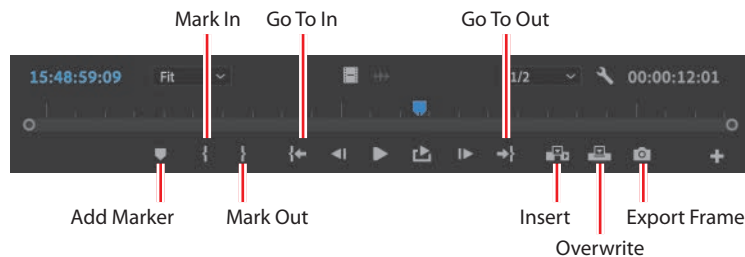 Mark In Go To In Go To Out
15:48:59:09 Fit 1/2 00:00:12:01
Add Marker Mark Out Insert Export Frame
Overwrite